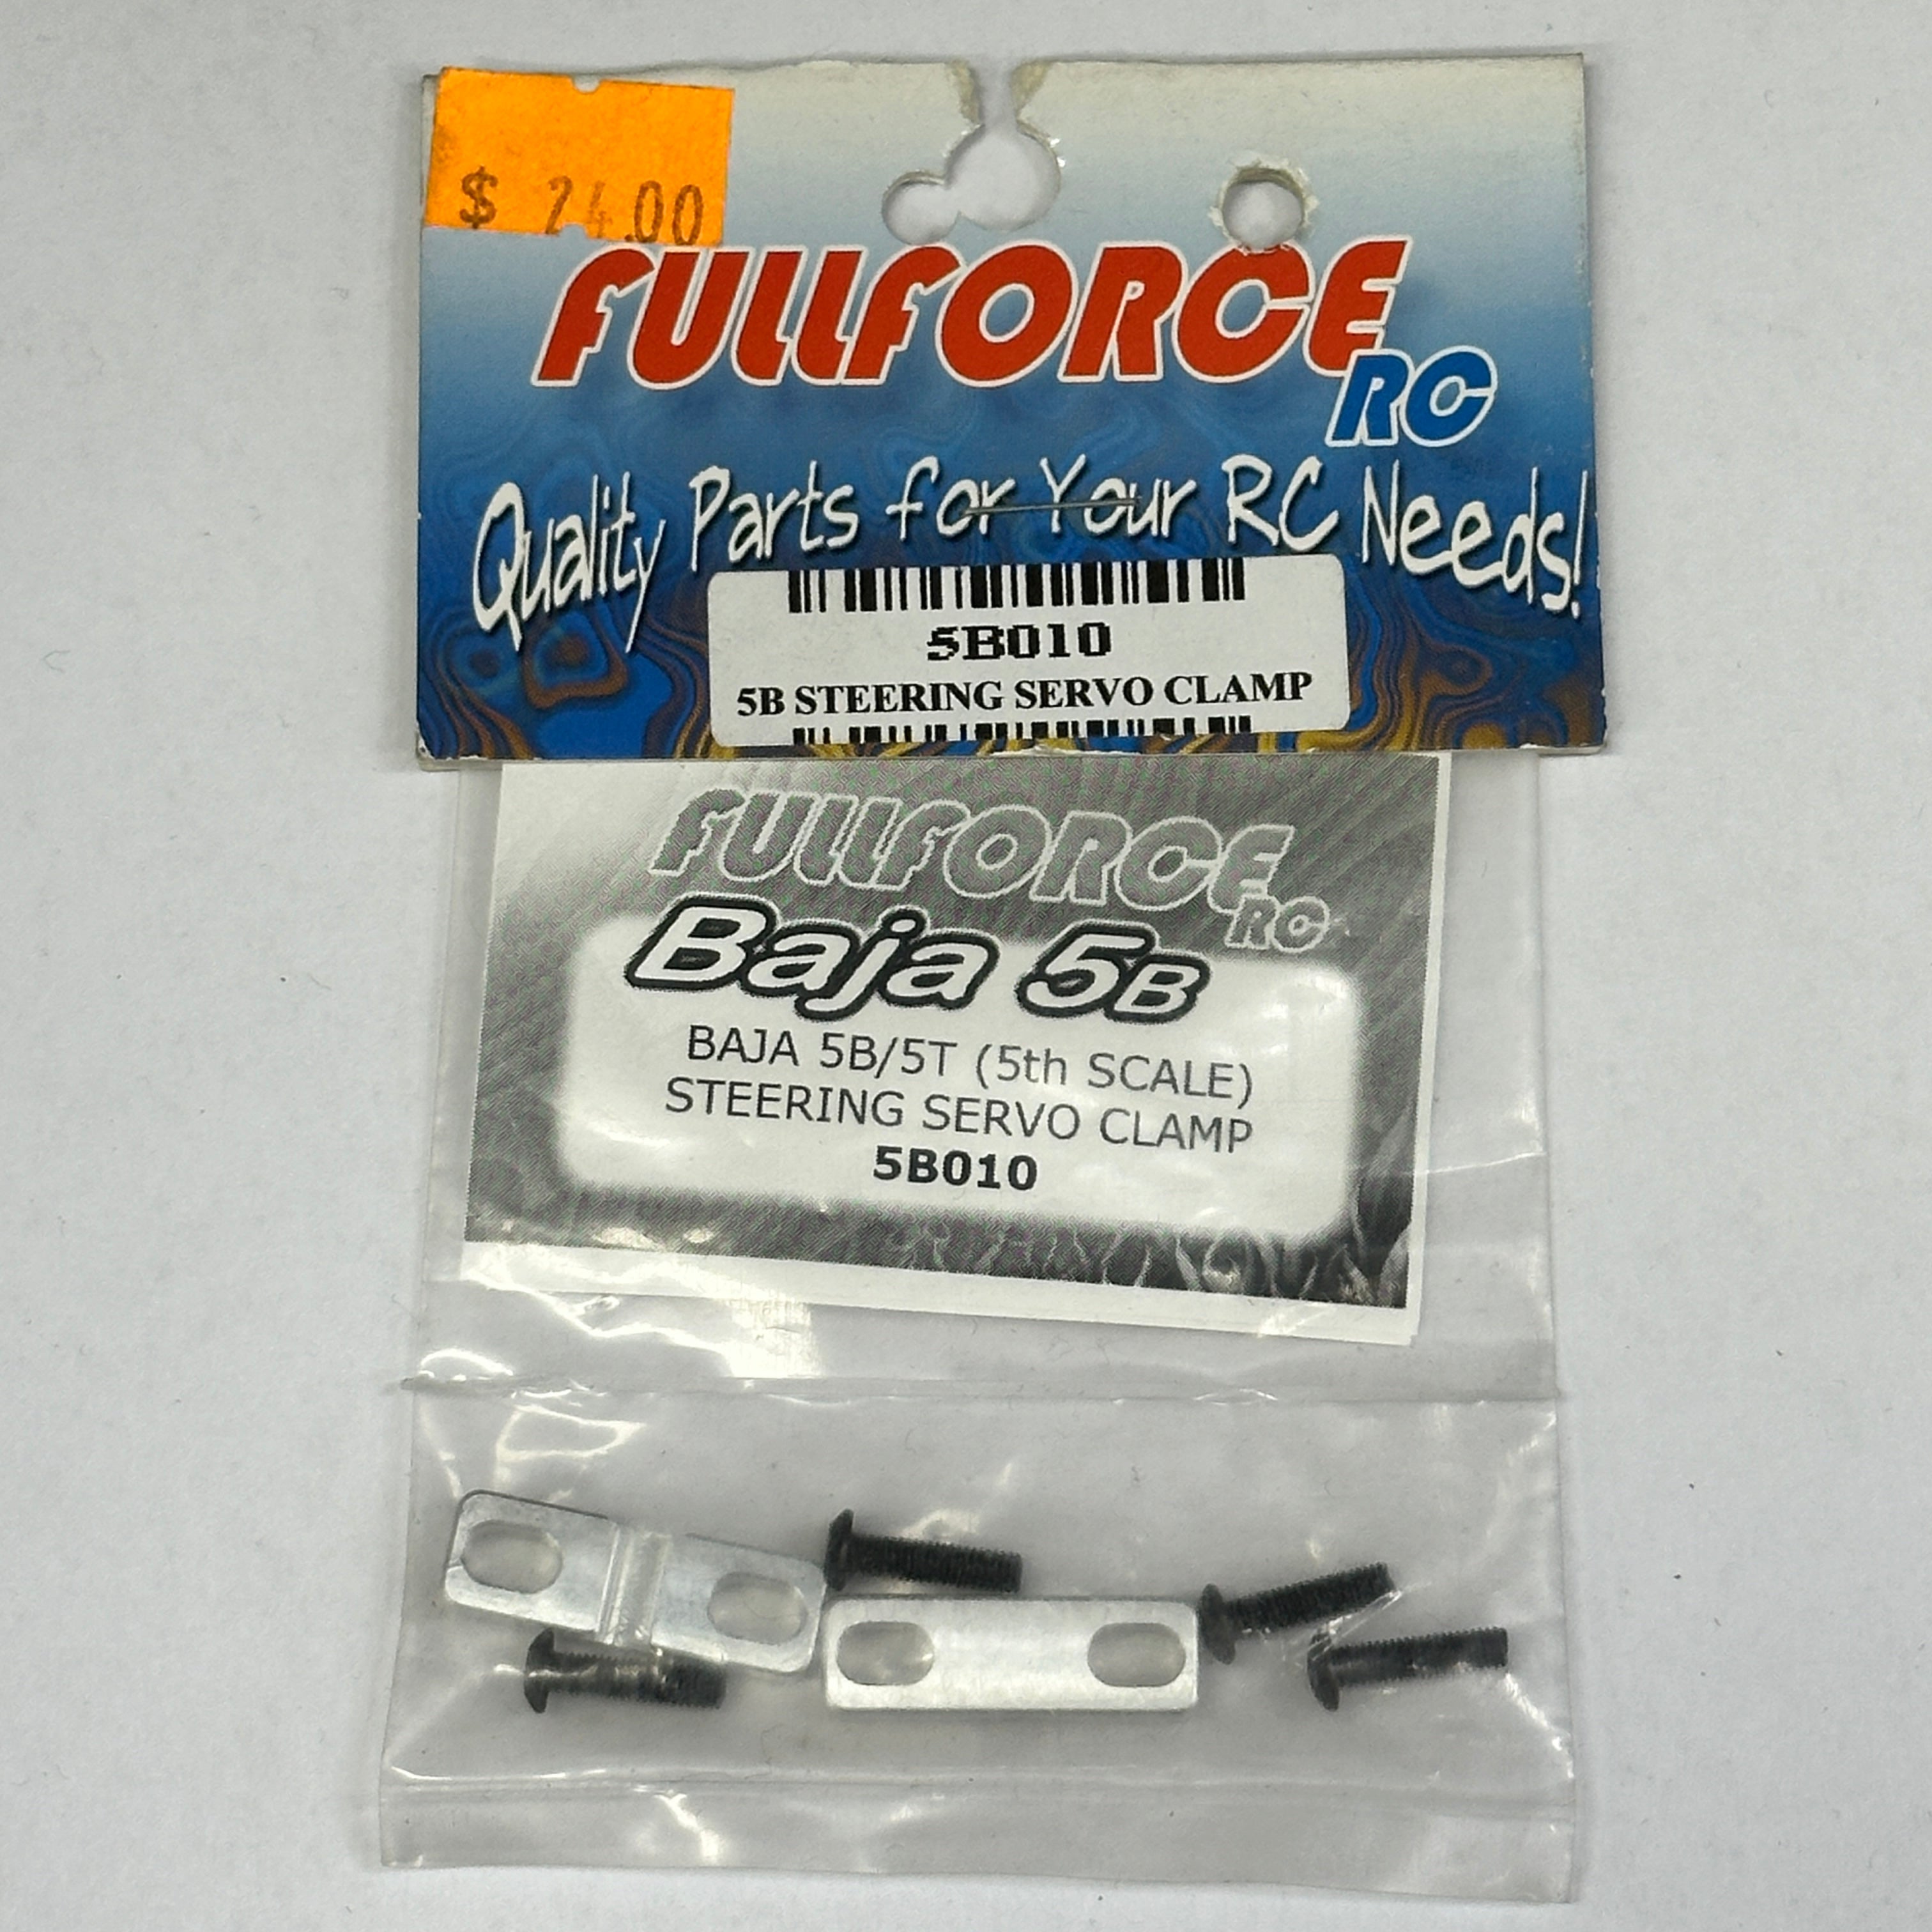 $ 24.00
FULLFORCE
RC
Quality Parts for Your RC Needs!
5B010
5B STEERING SERVO CLAMP
FULLFORCE
RC
Baja 5B
BAJA 5B/5T (5th SCALE)
STEERING SERVO CLAMP
5B010